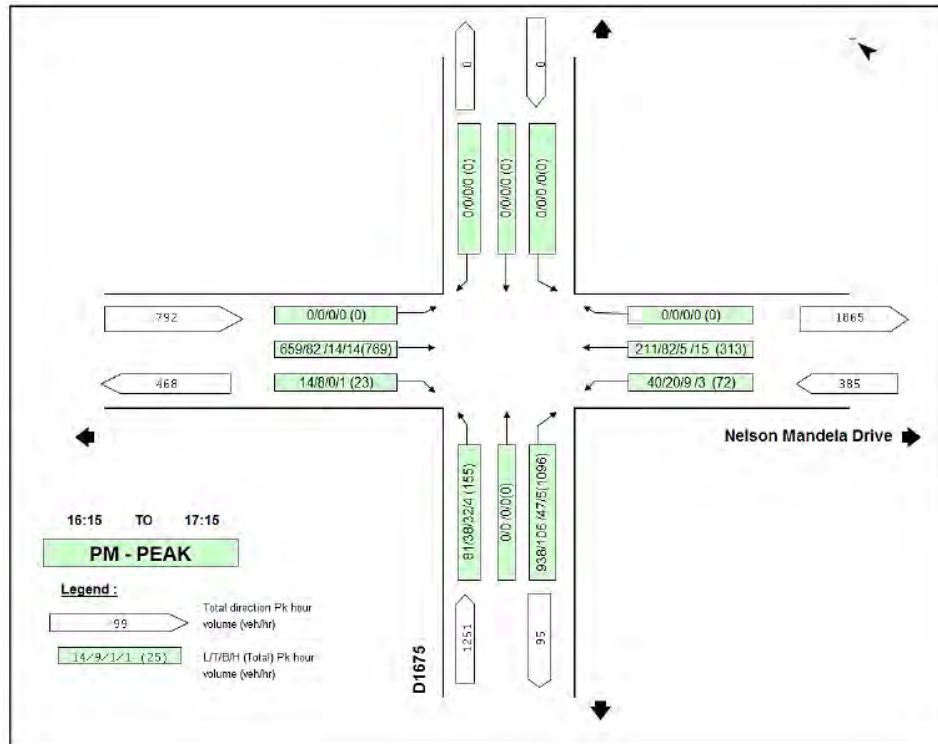 0
0
0/0/0/0 (0)
0/0/0/0 (0)
0/0/0 /0(0)
792
0/0/0/0 (0)
0/0/0/0 (0)
1865
659/82 /14/14(769)
211/82/5 /15 (313)
468
14/8/0/1 (23)
40/20/9 /3 (72)
385
Nelson Mandela Drive
81/38/32/4 (155)
0/0 /0/0(0)
938/106 /47/5(1096)
16:15 TO 17:15
PM - PEAK
Legend :
99
Total direction Pk hour
volume (veh/hr)
14/9/1/1 (25)
: L/T/B/H (Total) Pk hour
volume (veh/hr)
D1675
1251
95